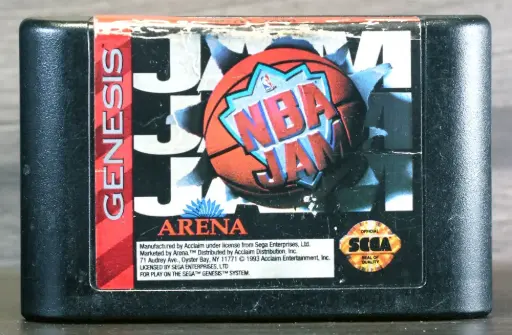 GENESIS
JAM
JAM
JAM
NBA
JAM
ARENA
Manufactured by Acclaim under license from Sega Enterprises, Ltd.
Marketed by Arena.™ Distributed by Acclaim Distribution, Inc.
71 Audrey Ave., Oyster Bay, NY 11771 © 1993 Acclaim Entertainment, Inc.
LICENSED BY SEGA ENTERPRISES, LTD
FOR PLAY ON THE SEGA™ GENESIS™ SYSTEM.
OFFICIAL
SEGA
SEAL OF
QUALITY